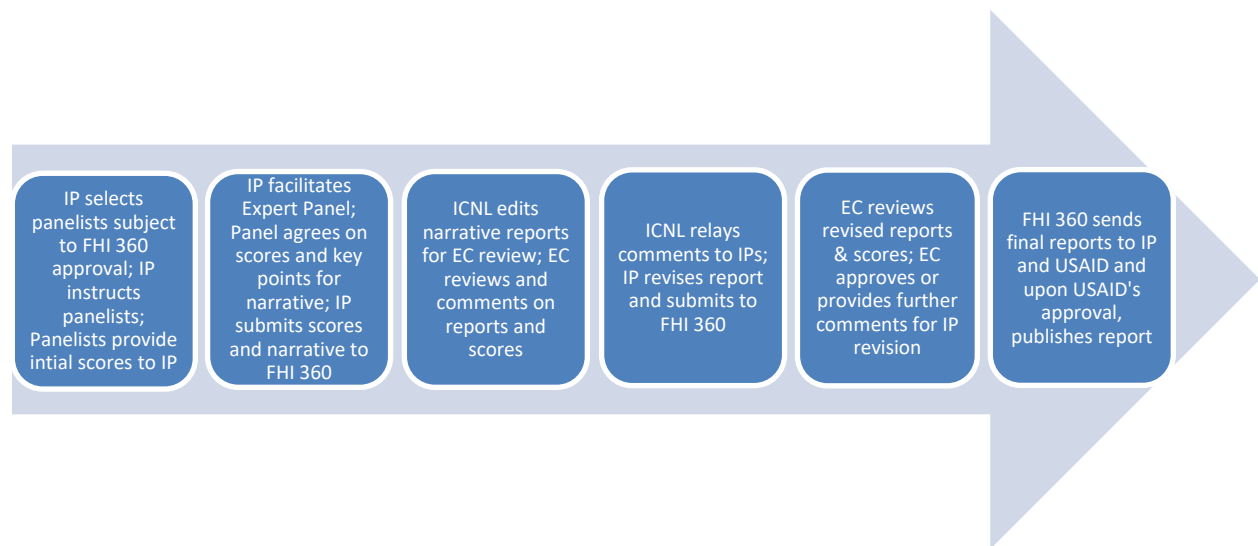 IP selects
panelists subject
to FHI 360
approval; IP
instructs
panelists;
Panelists provide
intial scores to IP
IP facilitates
Expert Panel;
Panel agrees on
scores and key
points for
narrative; IP
submits scores
and narrative to
FHI 360
ICNL edits
narrative reports
for EC review; EC
reviews and
comments on
reports and
scores
ICNL relays
comments to IPs;
IP revises report
and submits to
FHI 360
EC reviews
revised reports
& scores; EC
approves or
provides further
comments for IP
revision
FHI 360 sends
final reports to IP
and USAID and
upon USAID's
approval,
publishes report